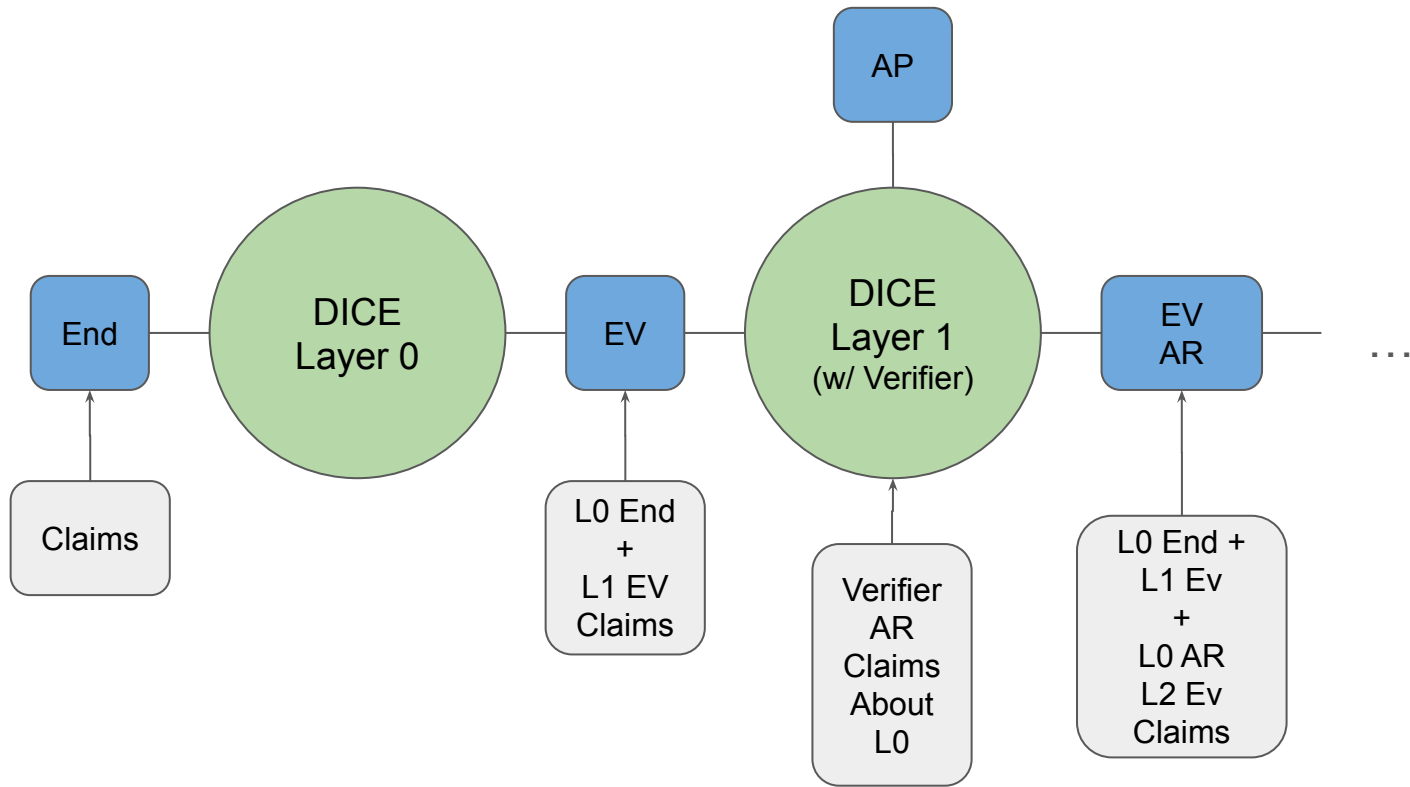 AP
End
DICE
Layer 0
EV
DICE
Layer 1
(w/ Verifier)
EV
AR
...
Claims
L0 End
+
L1 EV
Claims
Verifier
AR
Claims
About
L0
L0 End +
L1 Ev
+
L0 AR
L2 Ev
Claims